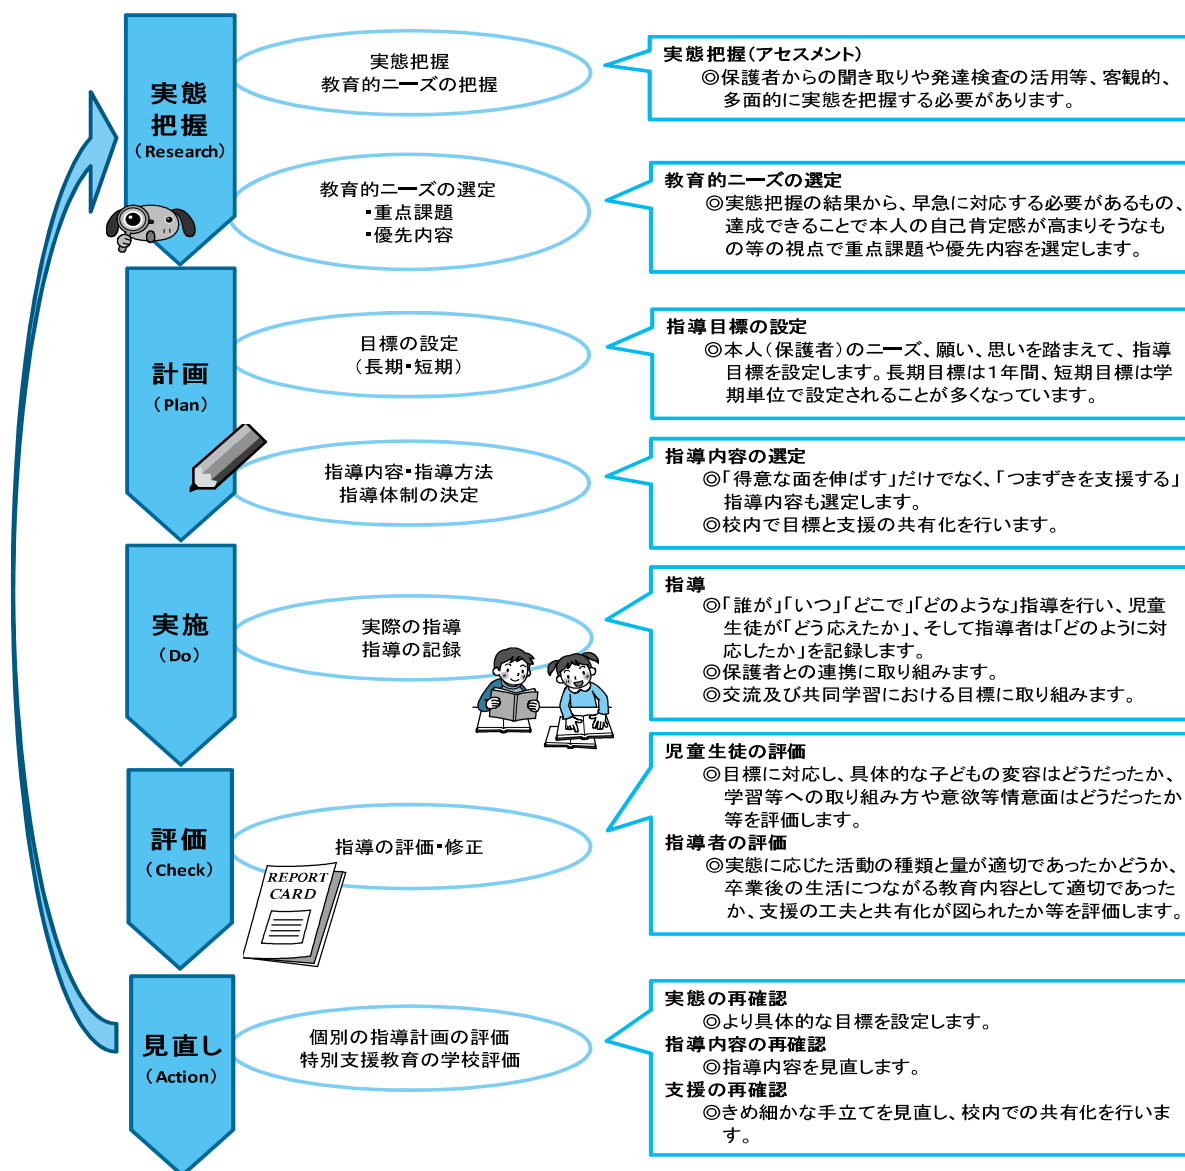 実態
把握
(Research)
実態把握
教育的ニーズの把握
実態把握(アセスメント)
◎保護者からの聞き取りや発達検査の活用等、客観的、
多面的に実態を把握する必要があります。
教育的ニーズの選定
・重点課題
・優先内容
教育的ニーズの選定
◎実態把握の結果から、早急に対応する必要があるもの、
達成できることで本人の自己肯定感が高まりそうなも
の等の視点で重点課題や優先内容を選定します。
計画
(Plan)
目標の設定
(長期・短期)
指導目標の設定
◎本人(保護者)のニーズ、願い、思いを踏まえて、指導
目標を設定します。長期目標は1年間、短期目標は学
期単位で設定されることが多くなっています。
指導内容・指導方法
指導体制の決定
指導内容の選定
◎「得意な面を伸ばす」だけでなく、「つまずきを支援する」
指導内容も選定します。
◎校内で目標と支援の共有化を行います。
実施
(Do)
実際の指導
指導の記録
指導
◎「誰が」「いつ」「どこで」「どのような」指導を行い、児童
生徒が「どう応えたか」、そして指導者は「どのように対
応したか」を記録します。
◎保護者との連携に取り組みます。
◎交流及び共同学習における目標に取り組みます。
評価
(Check)
指導の評価・修正
REPORT
CARD
児童生徒の評価
◎目標に対応し、具体的な子どもの変容はどうだったか、
学習等への取り組み方や意欲等情意面はどうだったか
等を評価します。
指導者の評価
◎実態に応じた活動の種類と量が適切であったかどうか、
卒業後の生活につながる教育内容として適切であった
か、支援の工夫と共有化が図られたか等を評価します。
見直し
(Action)
個別の指導計画の評価
特別支援教育の学校評価
実態の再確認
◎より具体的な目標を設定します。
指導内容の再確認
◎指導内容を見直します。
支援の再確認
◎きめ細かな手立てを見直し、校内での共有化を行いま
す。